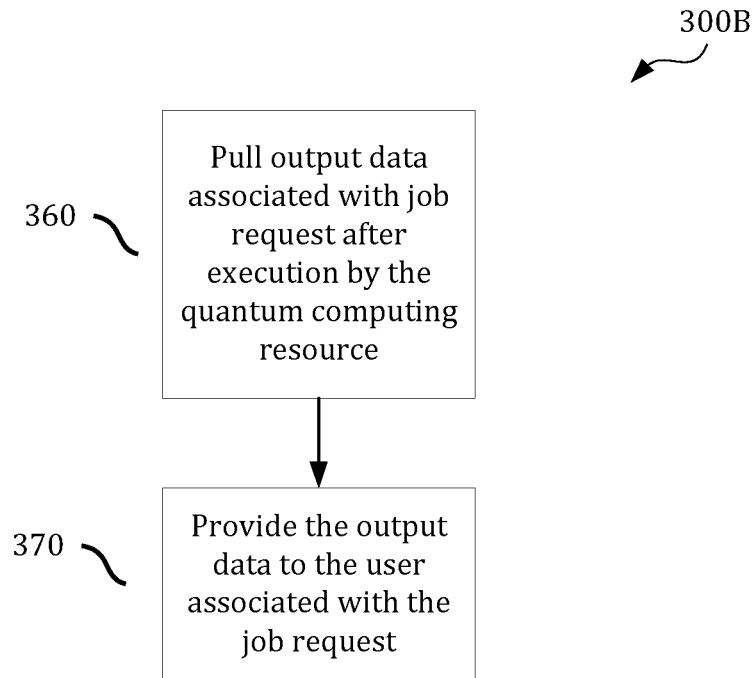 300B
360
Pull output data
associated with job
request after
execution by the
quantum computing
resource
370
Provide the output
data to the user
associated with the
job request